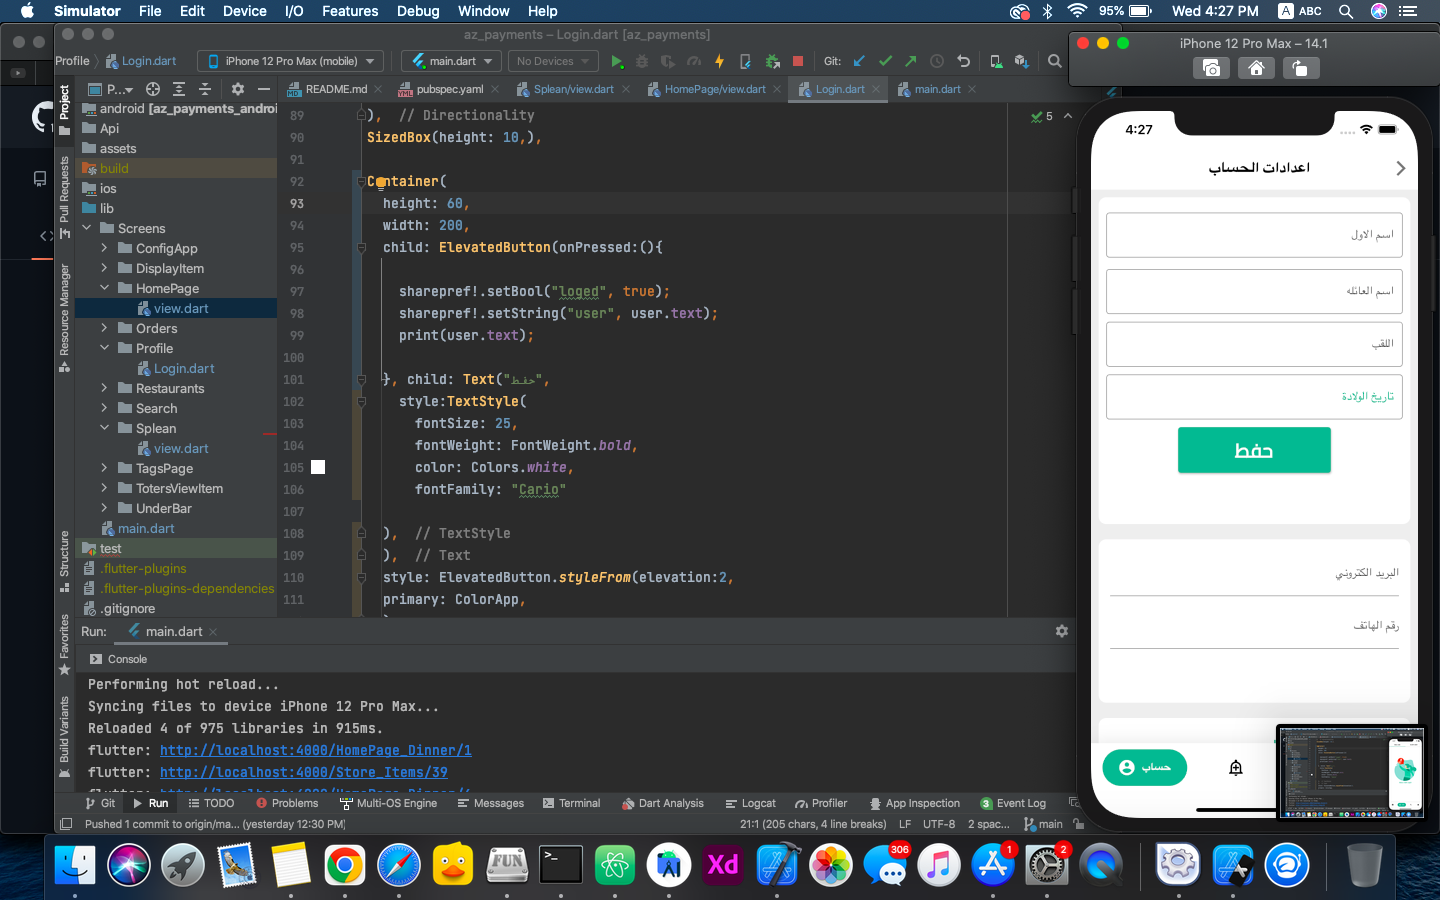 Simulator File Edit Device I/O Features Debug Window Help 95% Wed 4:27 PM A ABC
az_payments – Login.dart [az_payments]
Profile Login.dart iPhone 12 Pro Max (mobile) main.dart No Devices Git:
P... README.md pubspec.yaml Splean/view.dart HomePage/view.dart Login.dart main.dart
Project
Pull Requests
Resource Manager
Structure
Favorites
Build Variants
android [az_payments_andro
Api
assets
build
ios
lib
Screens
ConfigApp
DisplayItem
HomePage
view.dart
Orders
Profile
Login.dart
Restaurants
Search
Splean
view.dart
TagsPage
TotersViewItem
UnderBar
main.dart
test
.flutter-plugins
.flutter-plugins-dependencies
.gitignore
5
89 ), // Directionality
90 SizedBox(height: 10,),
91
92 Container(
93 height: 60,
94 width: 200,
95 child: ElevatedButton(onPressed:(){
96
97 sharepref!.setBool("loged", true);
98 sharepref!.setString("user", user.text);
99 print(user.text);
100
101 }, child: Text("حفظ",
102 style:TextStyle(
103 fontSize: 25,
104 fontWeight: FontWeight.bold,
105 color: Colors.white,
106 fontFamily: "Cario"
107
108 ), // TextStyle
109 ), // Text
110 style: ElevatedButton.styleFrom(elevation:2,
111 primary: ColorApp,
Run: main.dart
Console
Performing hot reload...
Syncing files to device iPhone 12 Pro Max...
Reloaded 4 of 975 libraries in 915ms.
flutter: http://localhost:4000/HomePage_Dinner/1
flutter: http://localhost:4000/Store_Items/39
Git Run TODO Problems Multi-OS Engine Messages Terminal Dart Analysis Logcat Profiler App Inspection 3 Event Log
Pushed 1 commit to origin/ma... (yesterday 12:30 PM) 21:1 (205 chars, 4 line breaks) LF UTF-8 2 spac... main
iPhone 12 Pro Max – 14.1
4:27
اعدادات الحساب
اسم الاول
اسم العائله
اللقب
تاريخ الولادة
حفظ
البريد الكتروني
رقم الهاتف
حساب
FUN
>_
Xd
306
1
2